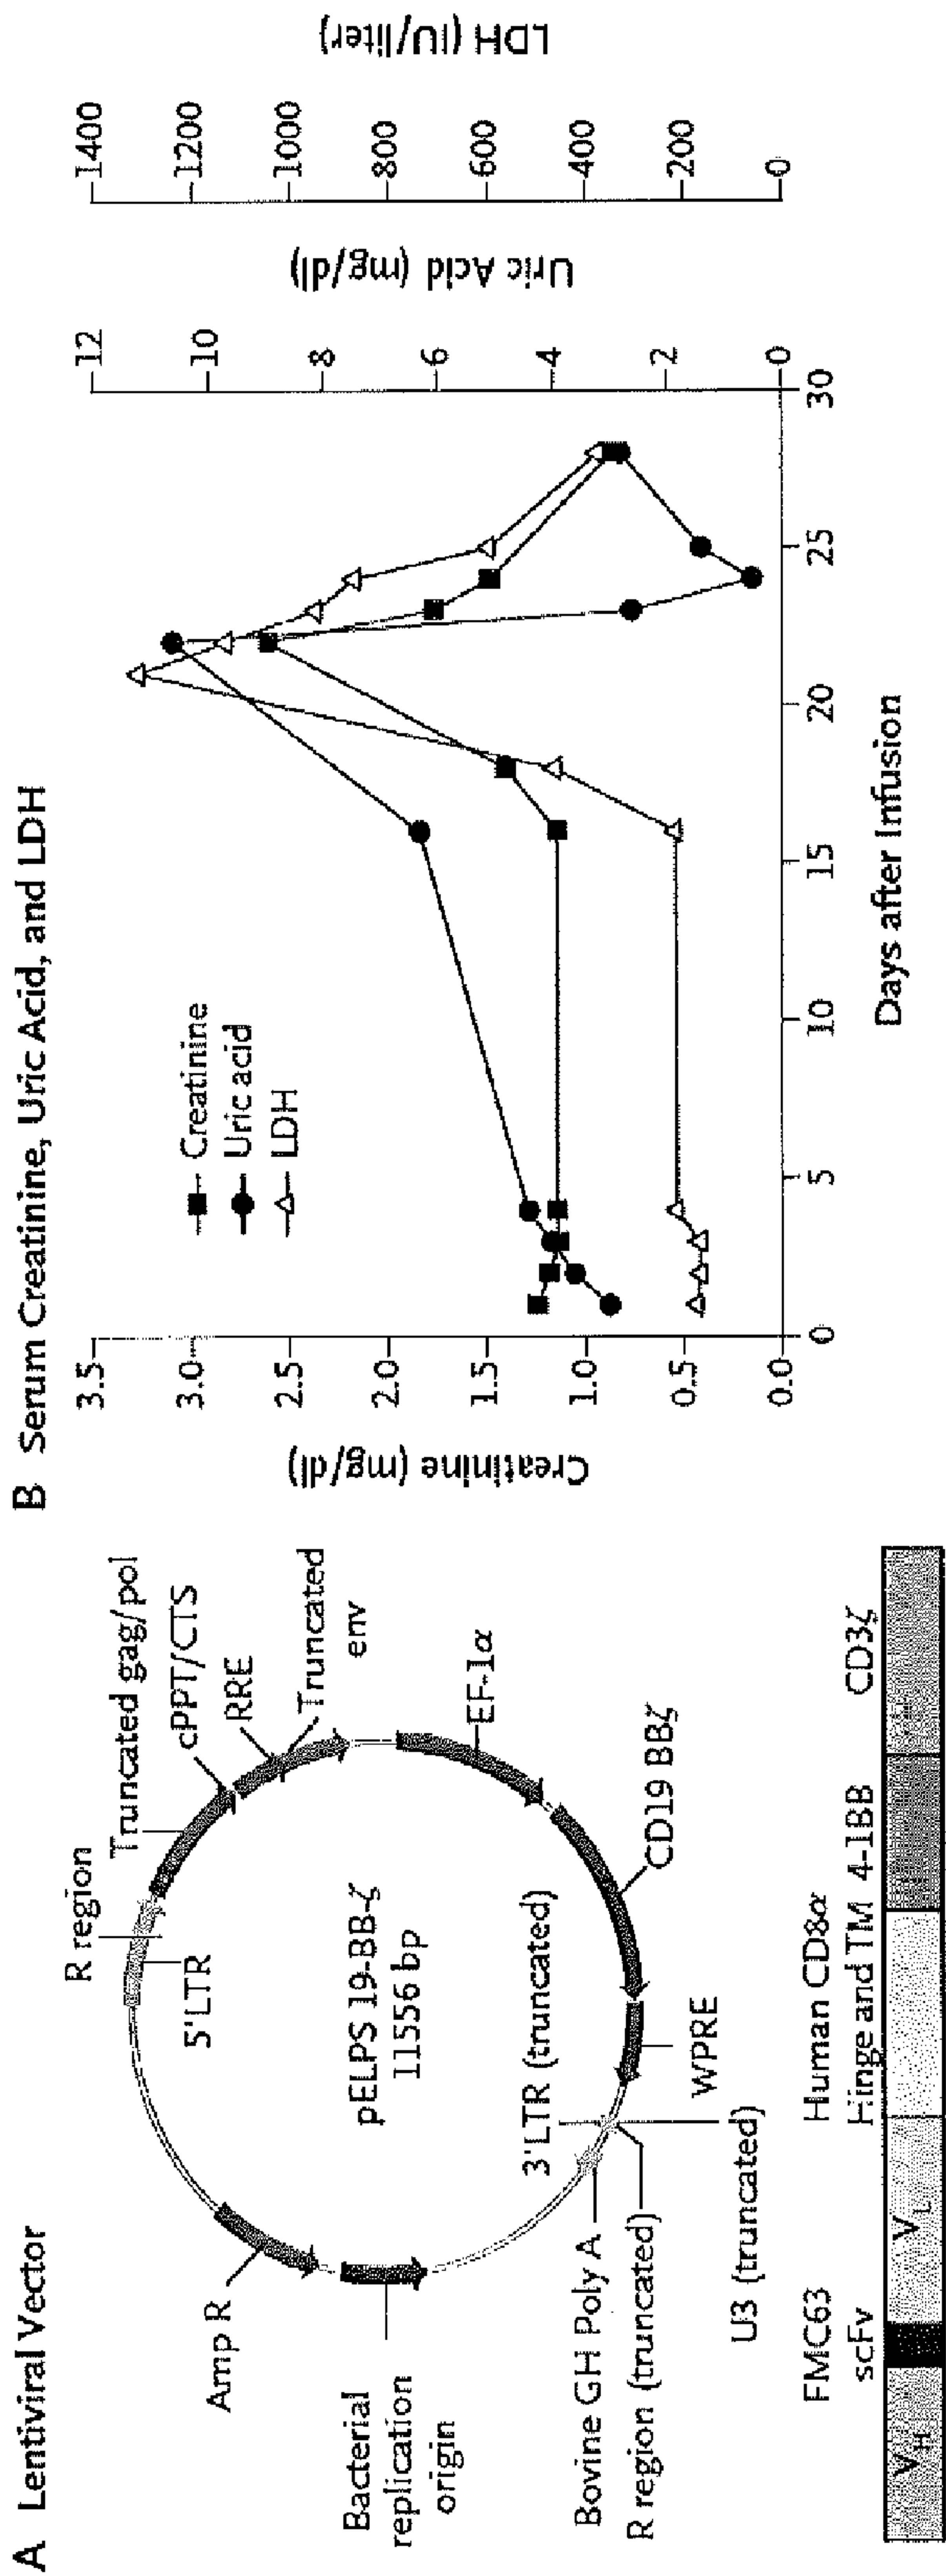 A Lentiviral Vector
R region
Truncated gag/pol
cPPT/CTS
RRE
Truncated
env
5'LTR
Amp R
pELPS 19-BB-ζ
11556 bp
EF-1α
Bacterial
replication
origin
3'LTR (truncated)
CD19 BBζ
Bovine GH Poly A
R region (truncated)
WPRE
U3 (truncated)
FMC63
scFv
Human CD8α
Hinge and TM
4-1BB
CD3ζ
VH
VL
B Serum Creatinine, Uric Acid, and LDH
Creatinine (mg/dl)
3.5
3.0
2.5
2.0
1.5
1.0
0.5
0.0
Creatinine
Uric acid
LDH
0
5
10
15
20
25
30
Days after Infusion
12
10
8
6
4
2
0
Uric Acid (mg/dl)
1400
1200
1000
800
600
400
200
0
LDH (IU/liter)